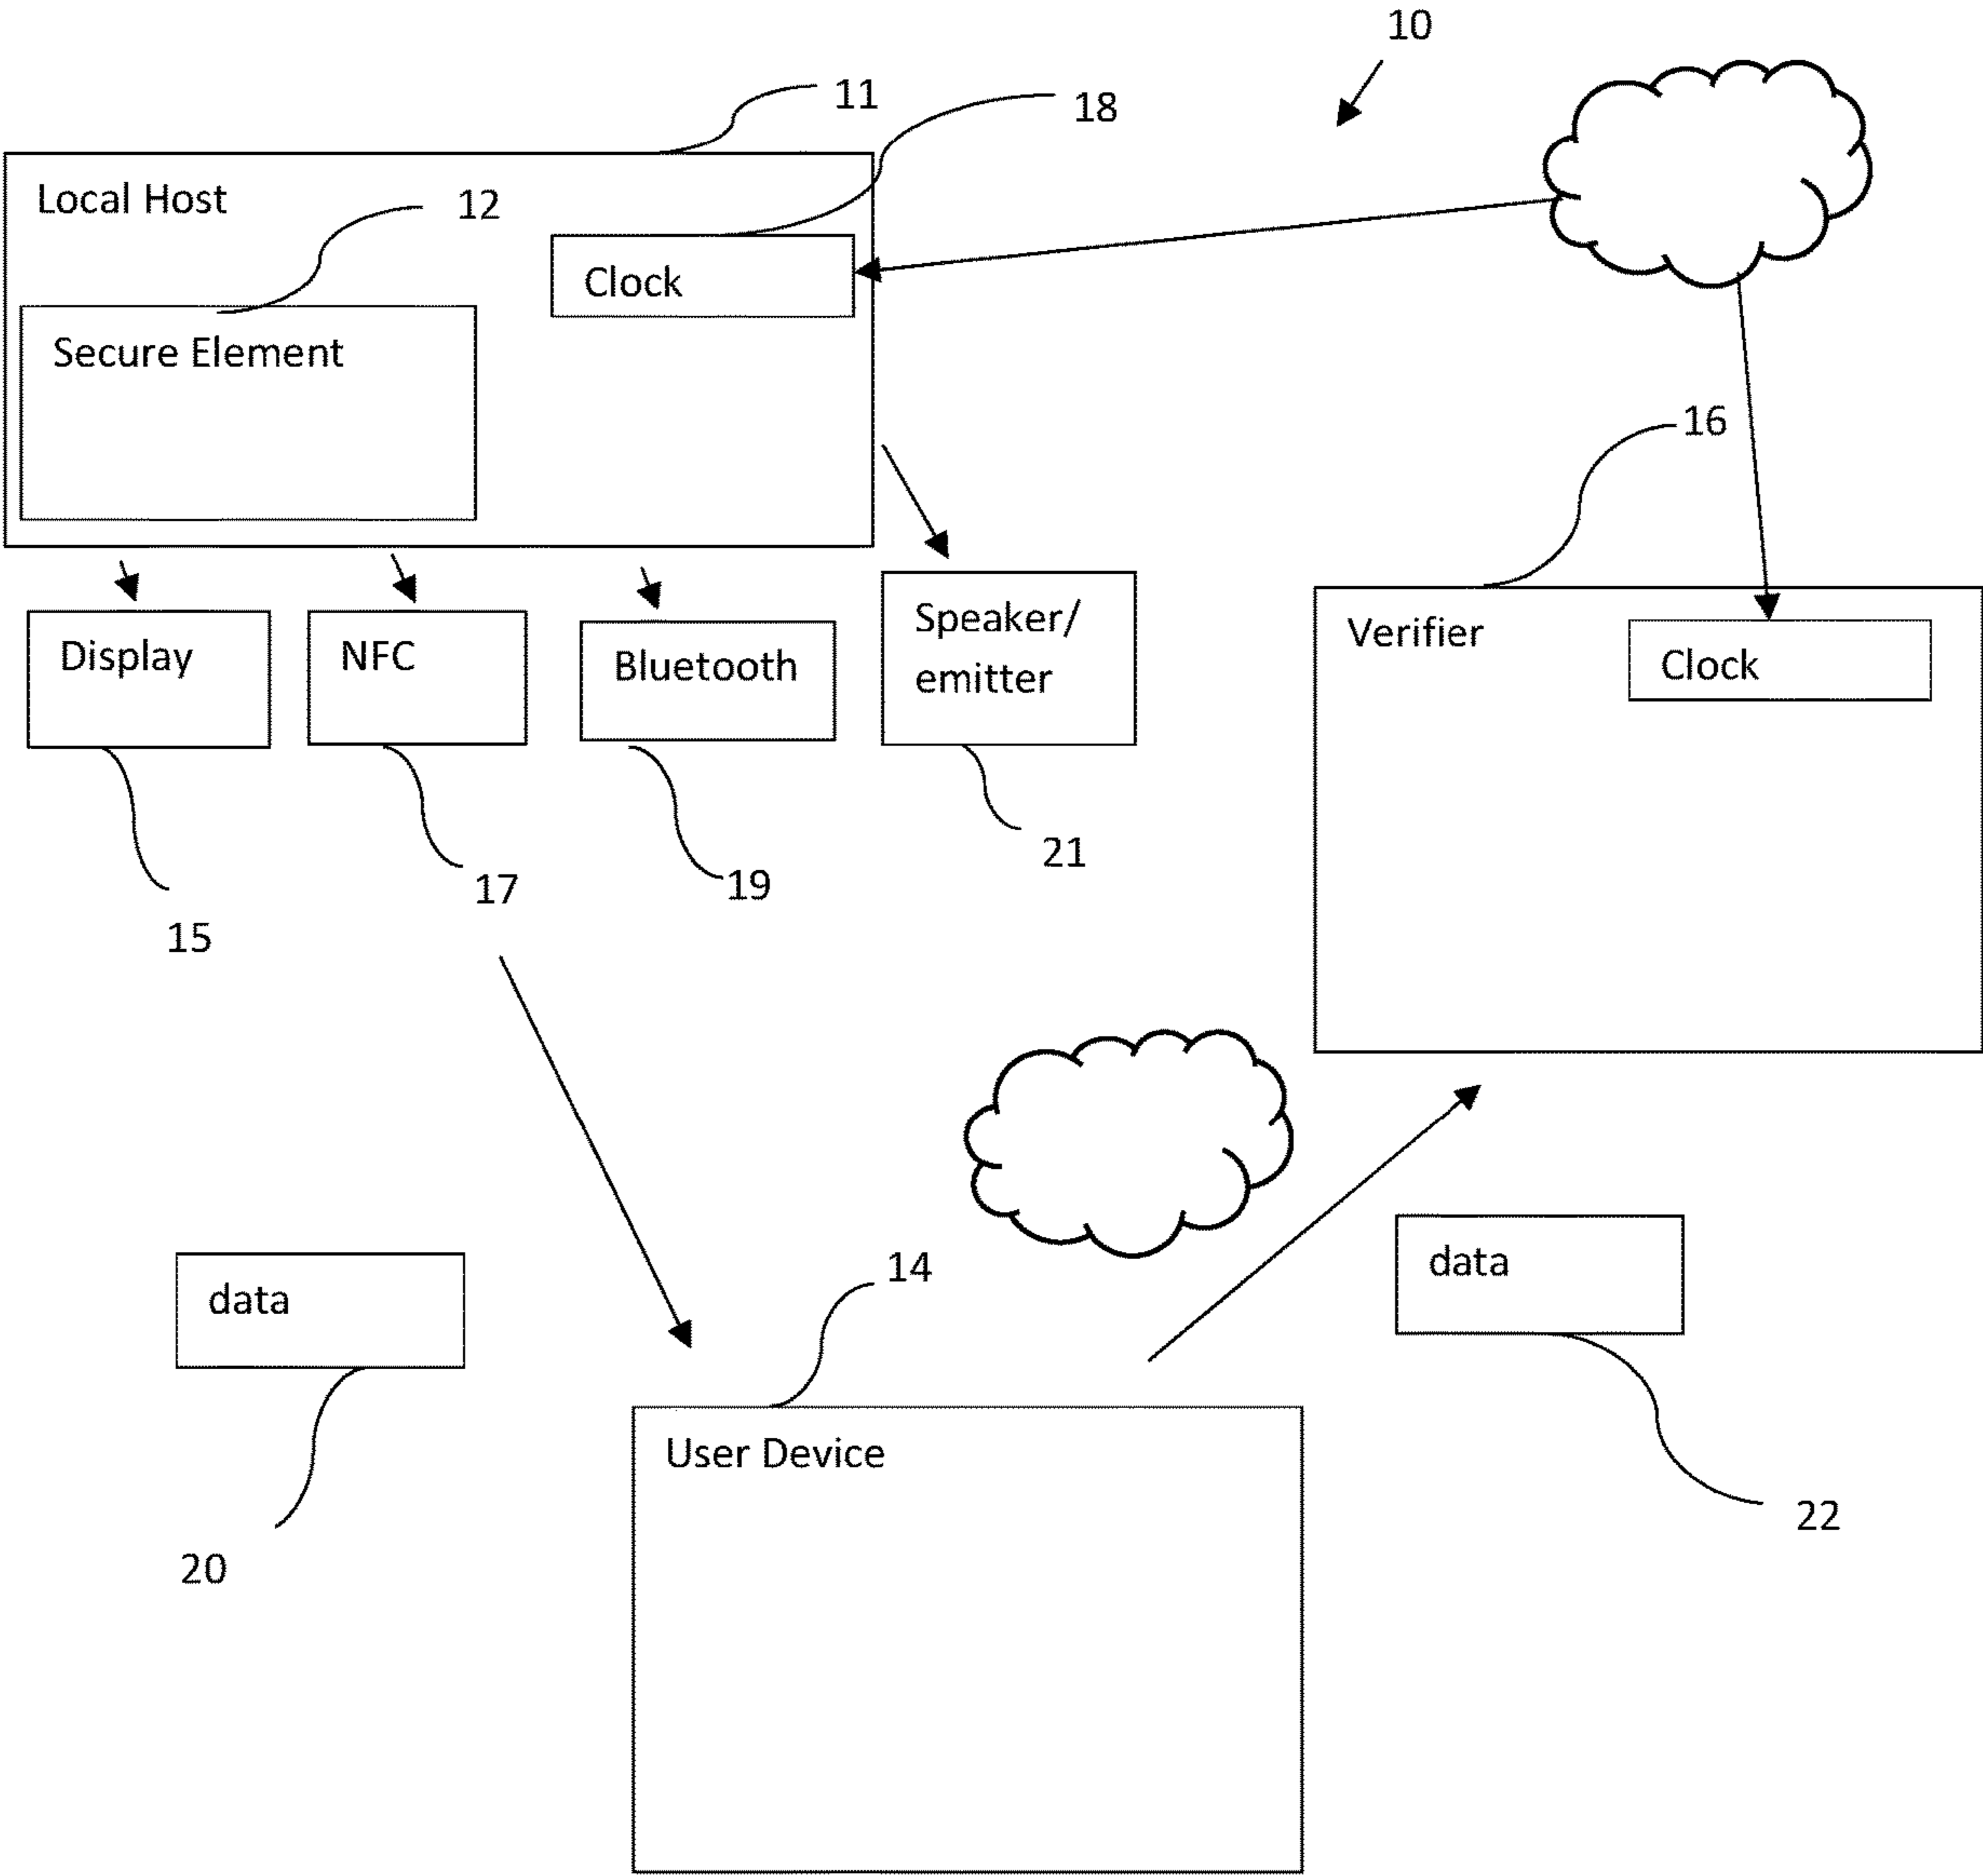 10
11
18
Local Host
12
Clock
Secure Element
16
Display
NFC
Bluetooth
Speaker/
emitter
Verifier
Clock
21
17
19
15
14
data
data
User Device
22
20